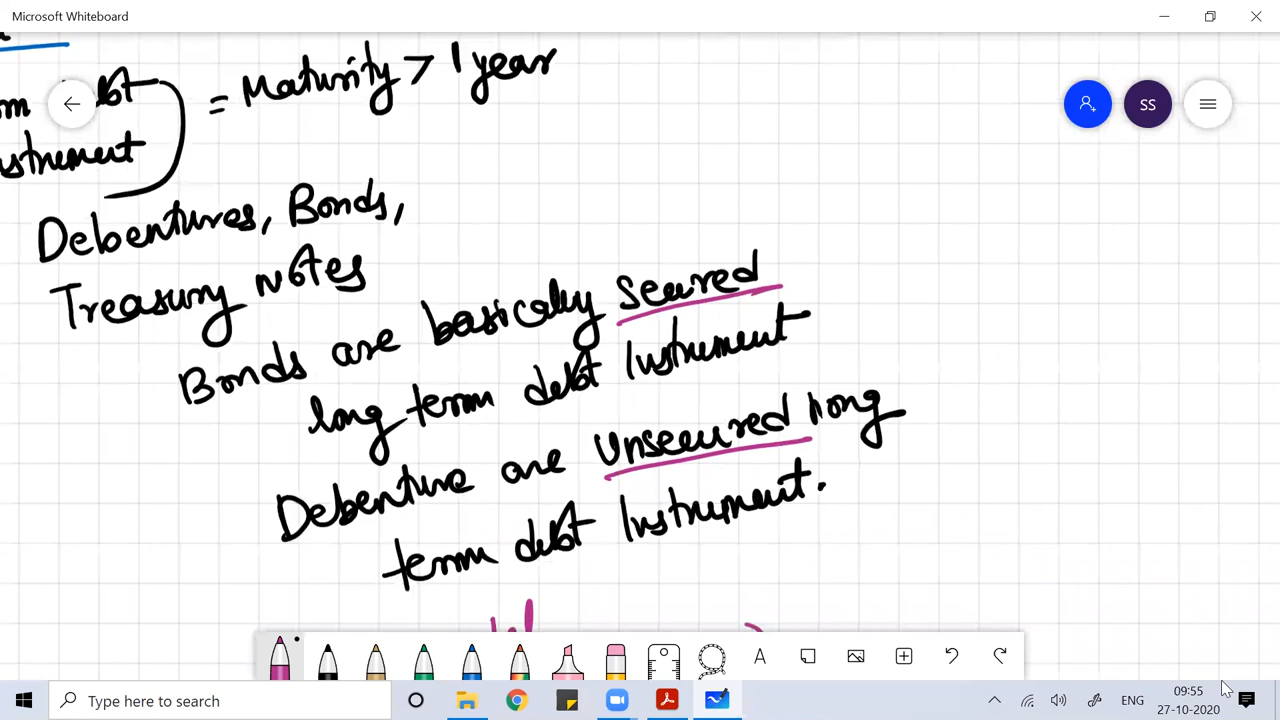 Microsoft Whiteboard
= Maturity > 1 year
SS
Debentures, Bonds,
Treasury notes
Bonds are basically secured
long term debt Instrument
Debenture are Unsecured long
term debt Instrument.
A
Type here to search
ENG
09:55
27-10-2020